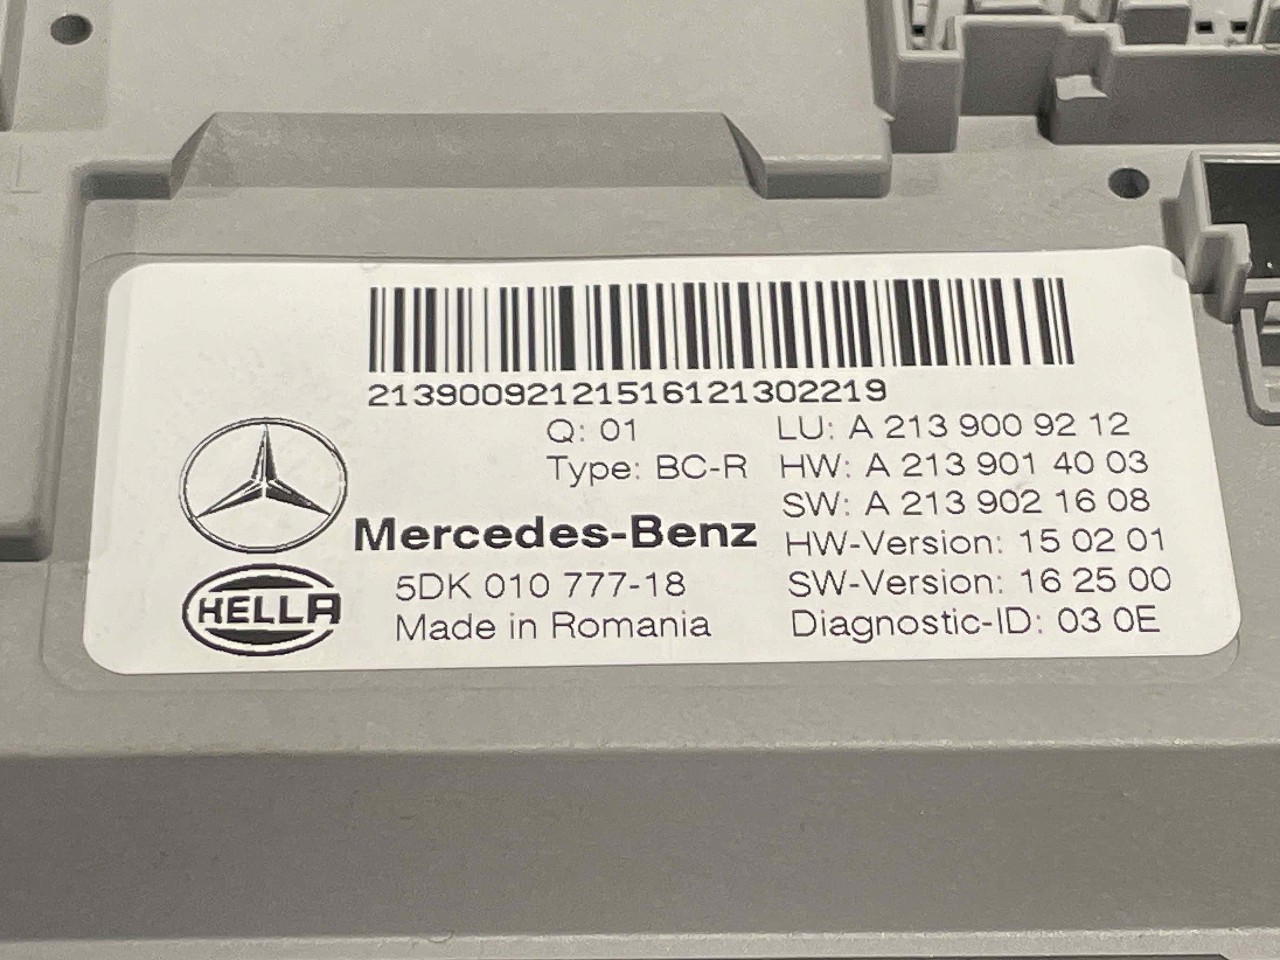 21390092121516121302219
Q: 01 LU: A 213 900 92 12
Type: BC-R HW: A 213 901 40 03
SW: A 213 902 16 08
Mercedes-Benz HW-Version: 15 02 01
HELLA 5DK 010 777-18 SW-Version: 16 25 00
Made in Romania Diagnostic-ID: 03 0E